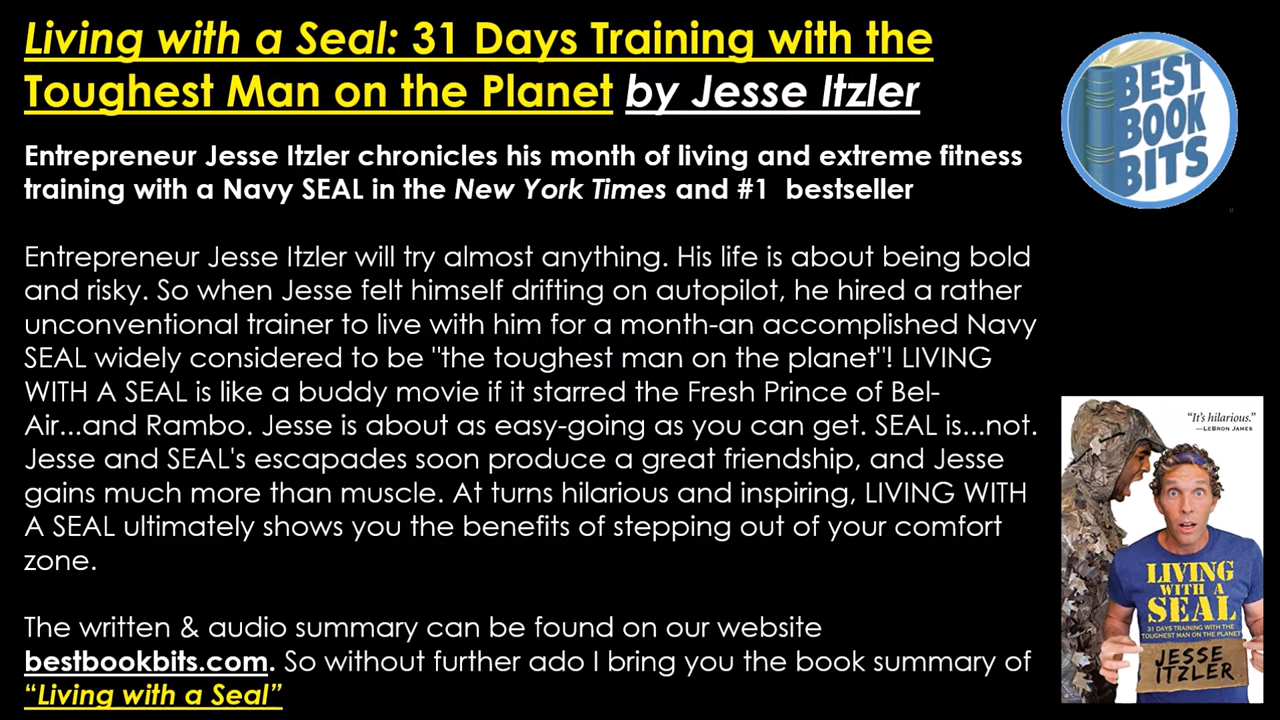 Living with a Seal: 31 Days Training with the
Toughest Man on the Planet by Jesse Itzler
Entrepreneur Jesse Itzler chronicles his month of living and extreme fitness
training with a Navy SEAL in the New York Times and #1 bestseller
Entrepreneur Jesse Itzler will try almost anything. His life is about being bold
and risky. So when Jesse felt himself drifting on autopilot, he hired a rather
unconventional trainer to live with him for a month-an accomplished Navy
SEAL widely considered to be "the toughest man on the planet"! LIVING
WITH A SEAL is like a buddy movie if it starred the Fresh Prince of Bel-
Air...and Rambo. Jesse is about as easy-going as you can get. SEAL is...not.
Jesse and SEAL's escapades soon produce a great friendship, and Jesse
gains much more than muscle. At turns hilarious and inspiring, LIVING WITH
A SEAL ultimately shows you the benefits of stepping out of your comfort
zone.
The written & audio summary can be found on our website
bestbookbits.com. So without further ado I bring you the book summary of
“Living with a Seal”
BEST
BOOK
BITS
“It's hilarious.”
—LEBRON JAMES
LIVING
WITH A
SEAL
31 DAYS TRAINING WITH THE
TOUGHEST MAN ON THE PLANET
JESSE
ITZLER